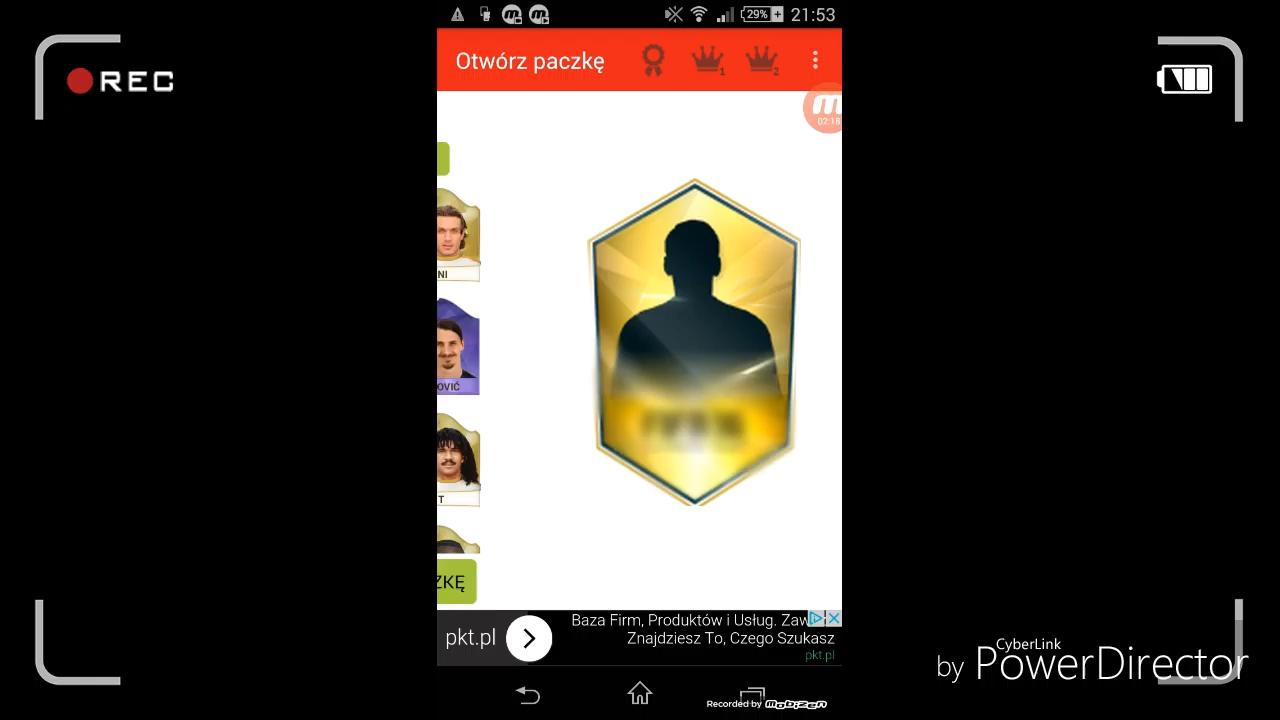 REC
29%
21:53
Otwórz paczkę
1
2
02:18
NI
OVIĆ
T
ZKĘ
pkt.pl
Baza Firm, Produktów i Usług. Zaw
Znajdziesz To, Czego Szukasz
pkt.pl
Recorded by mobizen
CyberLink
by PowerDirector